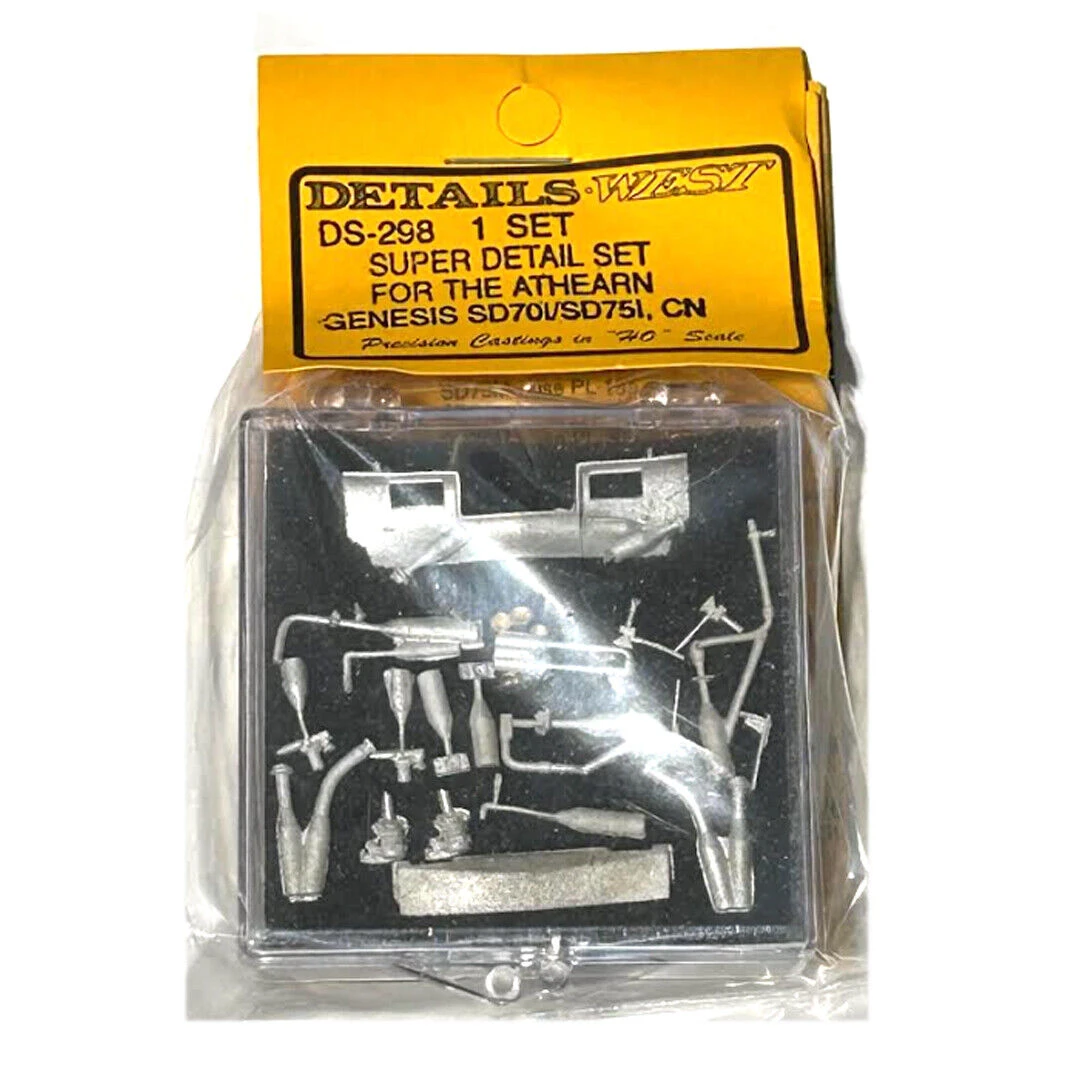 DETAILS•WEST
DS-298 1 SET
SUPER DETAIL SET
FOR THE ATHEARN
GENESIS SD70I/SD75I, CN
Precision Castings in "HO" Scale
PL